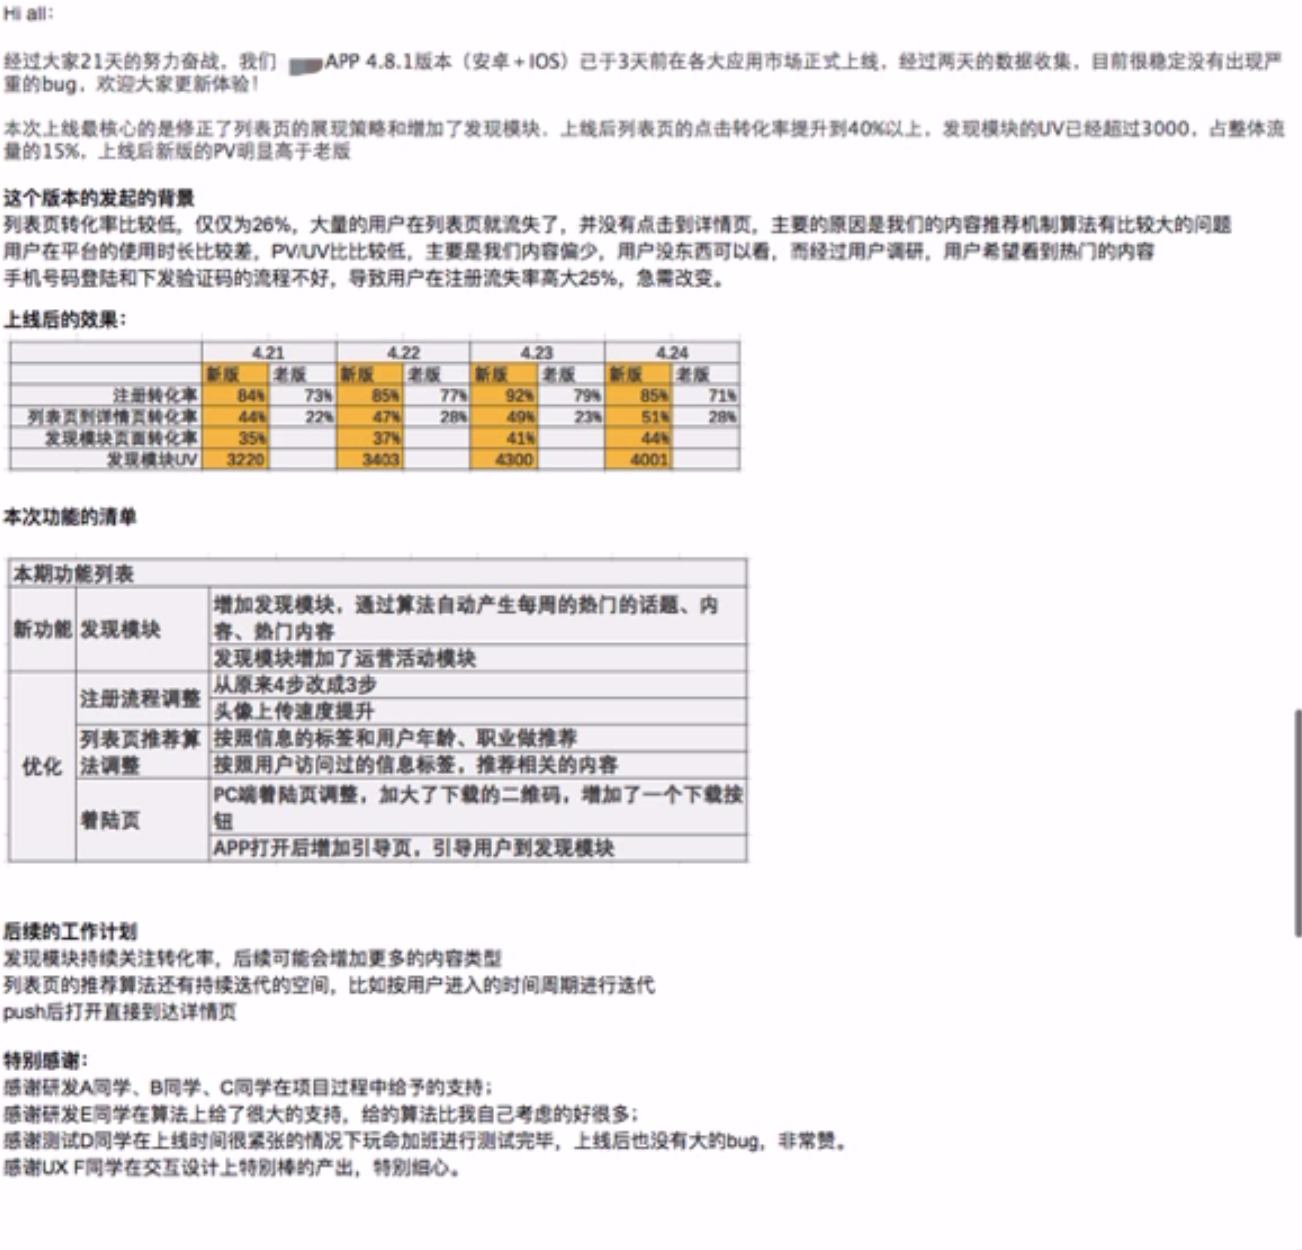 Hi all:
经过大家21天的努力奋战，我们 APP 4.8.1版本（安卓+IOS）已于3天前在各大应用市场正式上线，经过两天的数据收集，目前很稳定没有出现严
重的bug，欢迎大家更新体验！
本次上线最核心的是修正了列表页的展现策略和增加了发现模块，上线后列表页的点击转化率提升到40%以上，发现模块的UV已经超过3000，占整体流
量的15%，上线后新版的PV明显高于老版
这个版本的发起的背景
列表页转化率比较低，仅仅为26%，大量的用户在列表页就流失了，并没有点击到详情页，主要的原因是我们的内容推荐机制算法有比较大的问题
用户在平台的使用时长比较差，PV/UV比比较低，主要是我们内容偏少，用户没东西可以看，而经过用户调研，用户希望看到热门的内容
手机号码登陆和下发验证码的流程不好，导致用户在注册流失率高大25%，急需改变。
上线后的效果：
4.21 4.22 4.23 4.24
新版 老版 新版 老版 新版 老版 新版 老版
注册转化率 84% 73% 85% 77% 92% 79% 85% 71%
列表页到详情页转化率 44% 22% 47% 28% 49% 23% 51% 28%
发现模块页面转化率 35% 37% 41% 44%
发现模块UV 3220 3403 4300 4001
本次功能的清单
本期功能列表
新功能 发现模块 增加发现模块，通过算法自动产生每周的热门的话题、内
容、热门内容
发现模块增加了运营活动模块
优化 注册流程调整 从原来4步改成3步
头像上传速度提升
列表页推荐算 按照信息的标签和用户年龄、职业做推荐
法调整 按照用户访问过的信息标签，推荐相关的内容
着陆页 PC端着陆页调整，加大了下载的二维码，增加了一个下载按
钮
APP打开后增加引导页，引导用户到发现模块
后续的工作计划
发现模块持续关注转化率，后续可能会增加更多的内容类型
列表页的推荐算法还有持续迭代的空间，比如按用户进入的时间周期进行迭代
push后打开直接到达详情页
特别感谢：
感谢研发A同学、B同学、C同学在项目过程中给予的支持；
感谢研发E同学在算法上给了很大的支持，给的算法比我自己考虑的好很多；
感谢测试D同学在上线时间很紧张的情况下玩命加班进行测试完毕，上线后也没有大的bug，非常赞。
感谢UX F同学在交互设计上特别棒的产出，特别细心。